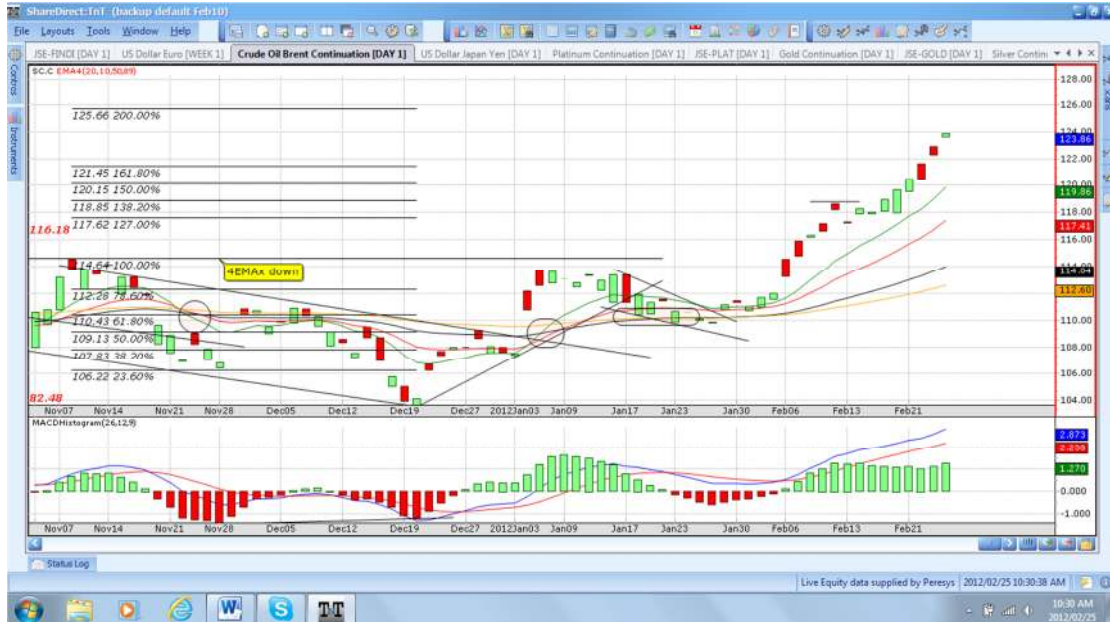 ShareDirect:TnT (backup default Feb10)
File Layouts Tools Window Help
JSE-FINDI [DAY 1] US Dollar Euro [WEEK 1] Crude Oil Brent Continuation [DAY 1] US Dollar Japan Yen [DAY 1] Platinum Continuation [DAY 1] JSE-PLAT [DAY 1] Gold Continuation [DAY 1] JSE-GOLD [DAY 1] Silver Contin
Controls
Instruments
SC.C EMA4(20,10,50,89)
128.00
126.00
125.66 200.00%
124.00
123.86
122.00
121.45 161.80%
120.15 150.00%
120.00
119.86
118.85 138.20%
118.00
117.62 127.00%
117.41
116.18
116.00
114.64 100.00%
4EMAx down
114.00
114.04
112.28 78.60%
112.60
110.43 61.80%
110.00
109.13 50.00%
108.00
107.83 38.20%
106.22 23.60%
106.00
82.48
104.00
Nov07 Nov14 Nov21 Nov28 Dec05 Dec12 Dec19 Dec27 2012Jan03 Jan09 Jan17 Jan23 Jan30 Feb06 Feb13 Feb21
MACDHistogram(26,12,9)
2.873
1.270
0.000
-1.000
Nov07 Nov14 Nov21 Nov28 Dec05 Dec12 Dec19 Dec27 2012Jan03 Jan09 Jan17 Jan23 Jan30 Feb06 Feb13 Feb21
Status Log
Live Equity data supplied by Peresys 2012/02/25 10:30:38 AM
W S TnT
10:30 AM
2012/02/25